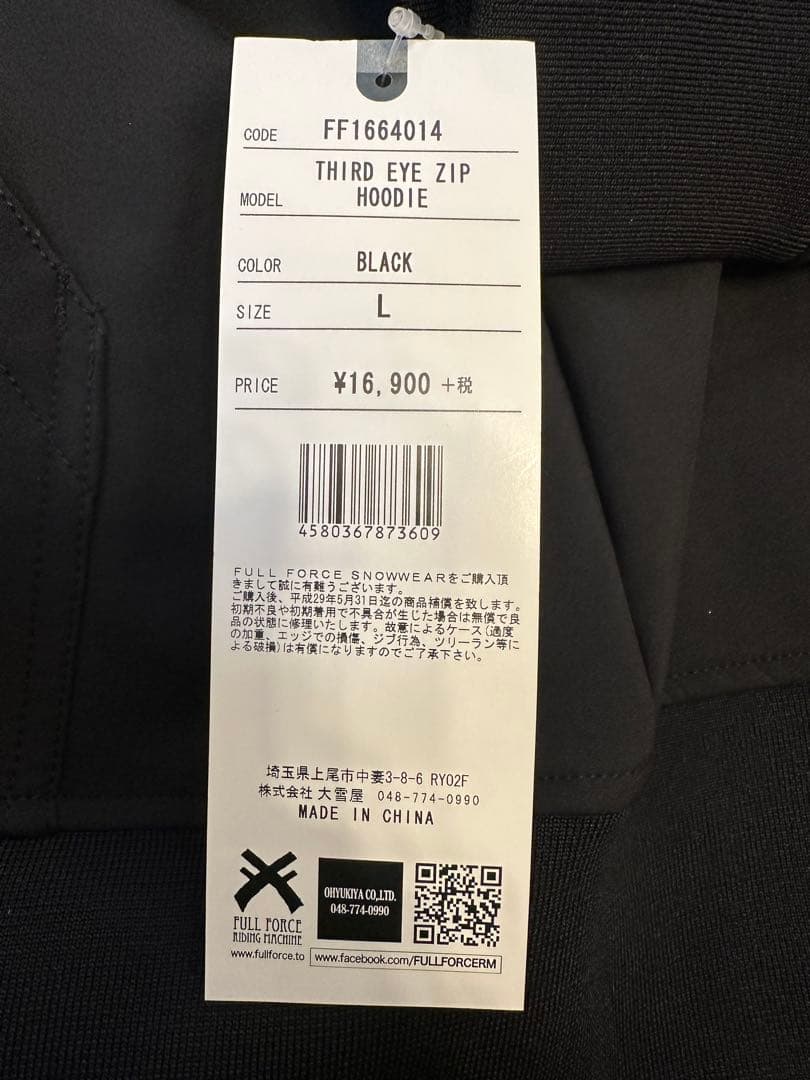 CODE FF1664014
THIRD EYE ZIP
MODEL HOODIE
COLOR BLACK
SIZE L
PRICE ¥16,900 +税
4580367873609
FULL FORCE SNOWWEARをご購入頂
きまして誠に有難うございます。
ご購入後、平成29年5月31日迄の商品補償を致します。
初期不良や初期着用で不具合が生じた場合は無償で良
品の状態に修理いたします。故意によるケース(過度
の加重、エッジでの損傷、ジブ行為、ツリーラン等に
よる破損)は有償になりますのでご了承下さい。
埼玉県上尾市中妻3-8-6 RYO2F
株式会社 大雪屋 048-774-0990
MADE IN CHINA
OHYUKIYA CO.,LTD.
048-774-0990
FULL FORCE
RIDING MACHINE
www.fullforce.to
www.facebook.com/FULLFORCERM